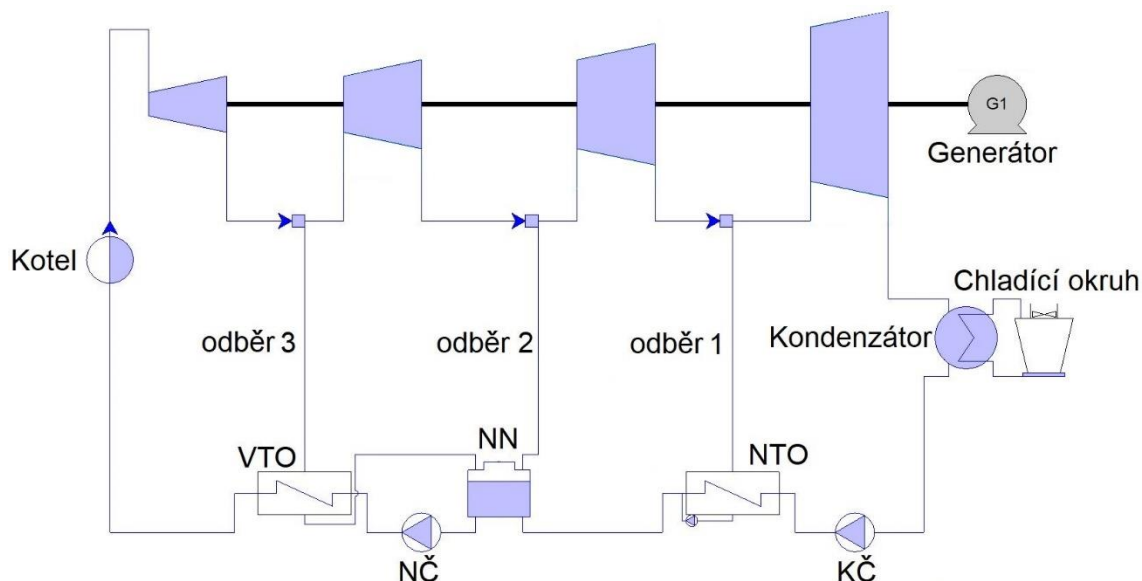 G1
Generátor
Kotel
Chladící okruh
Kondenzátor
odběr 3
odběr 2
odběr 1
VTO
NN
NTO
NČ
KČ